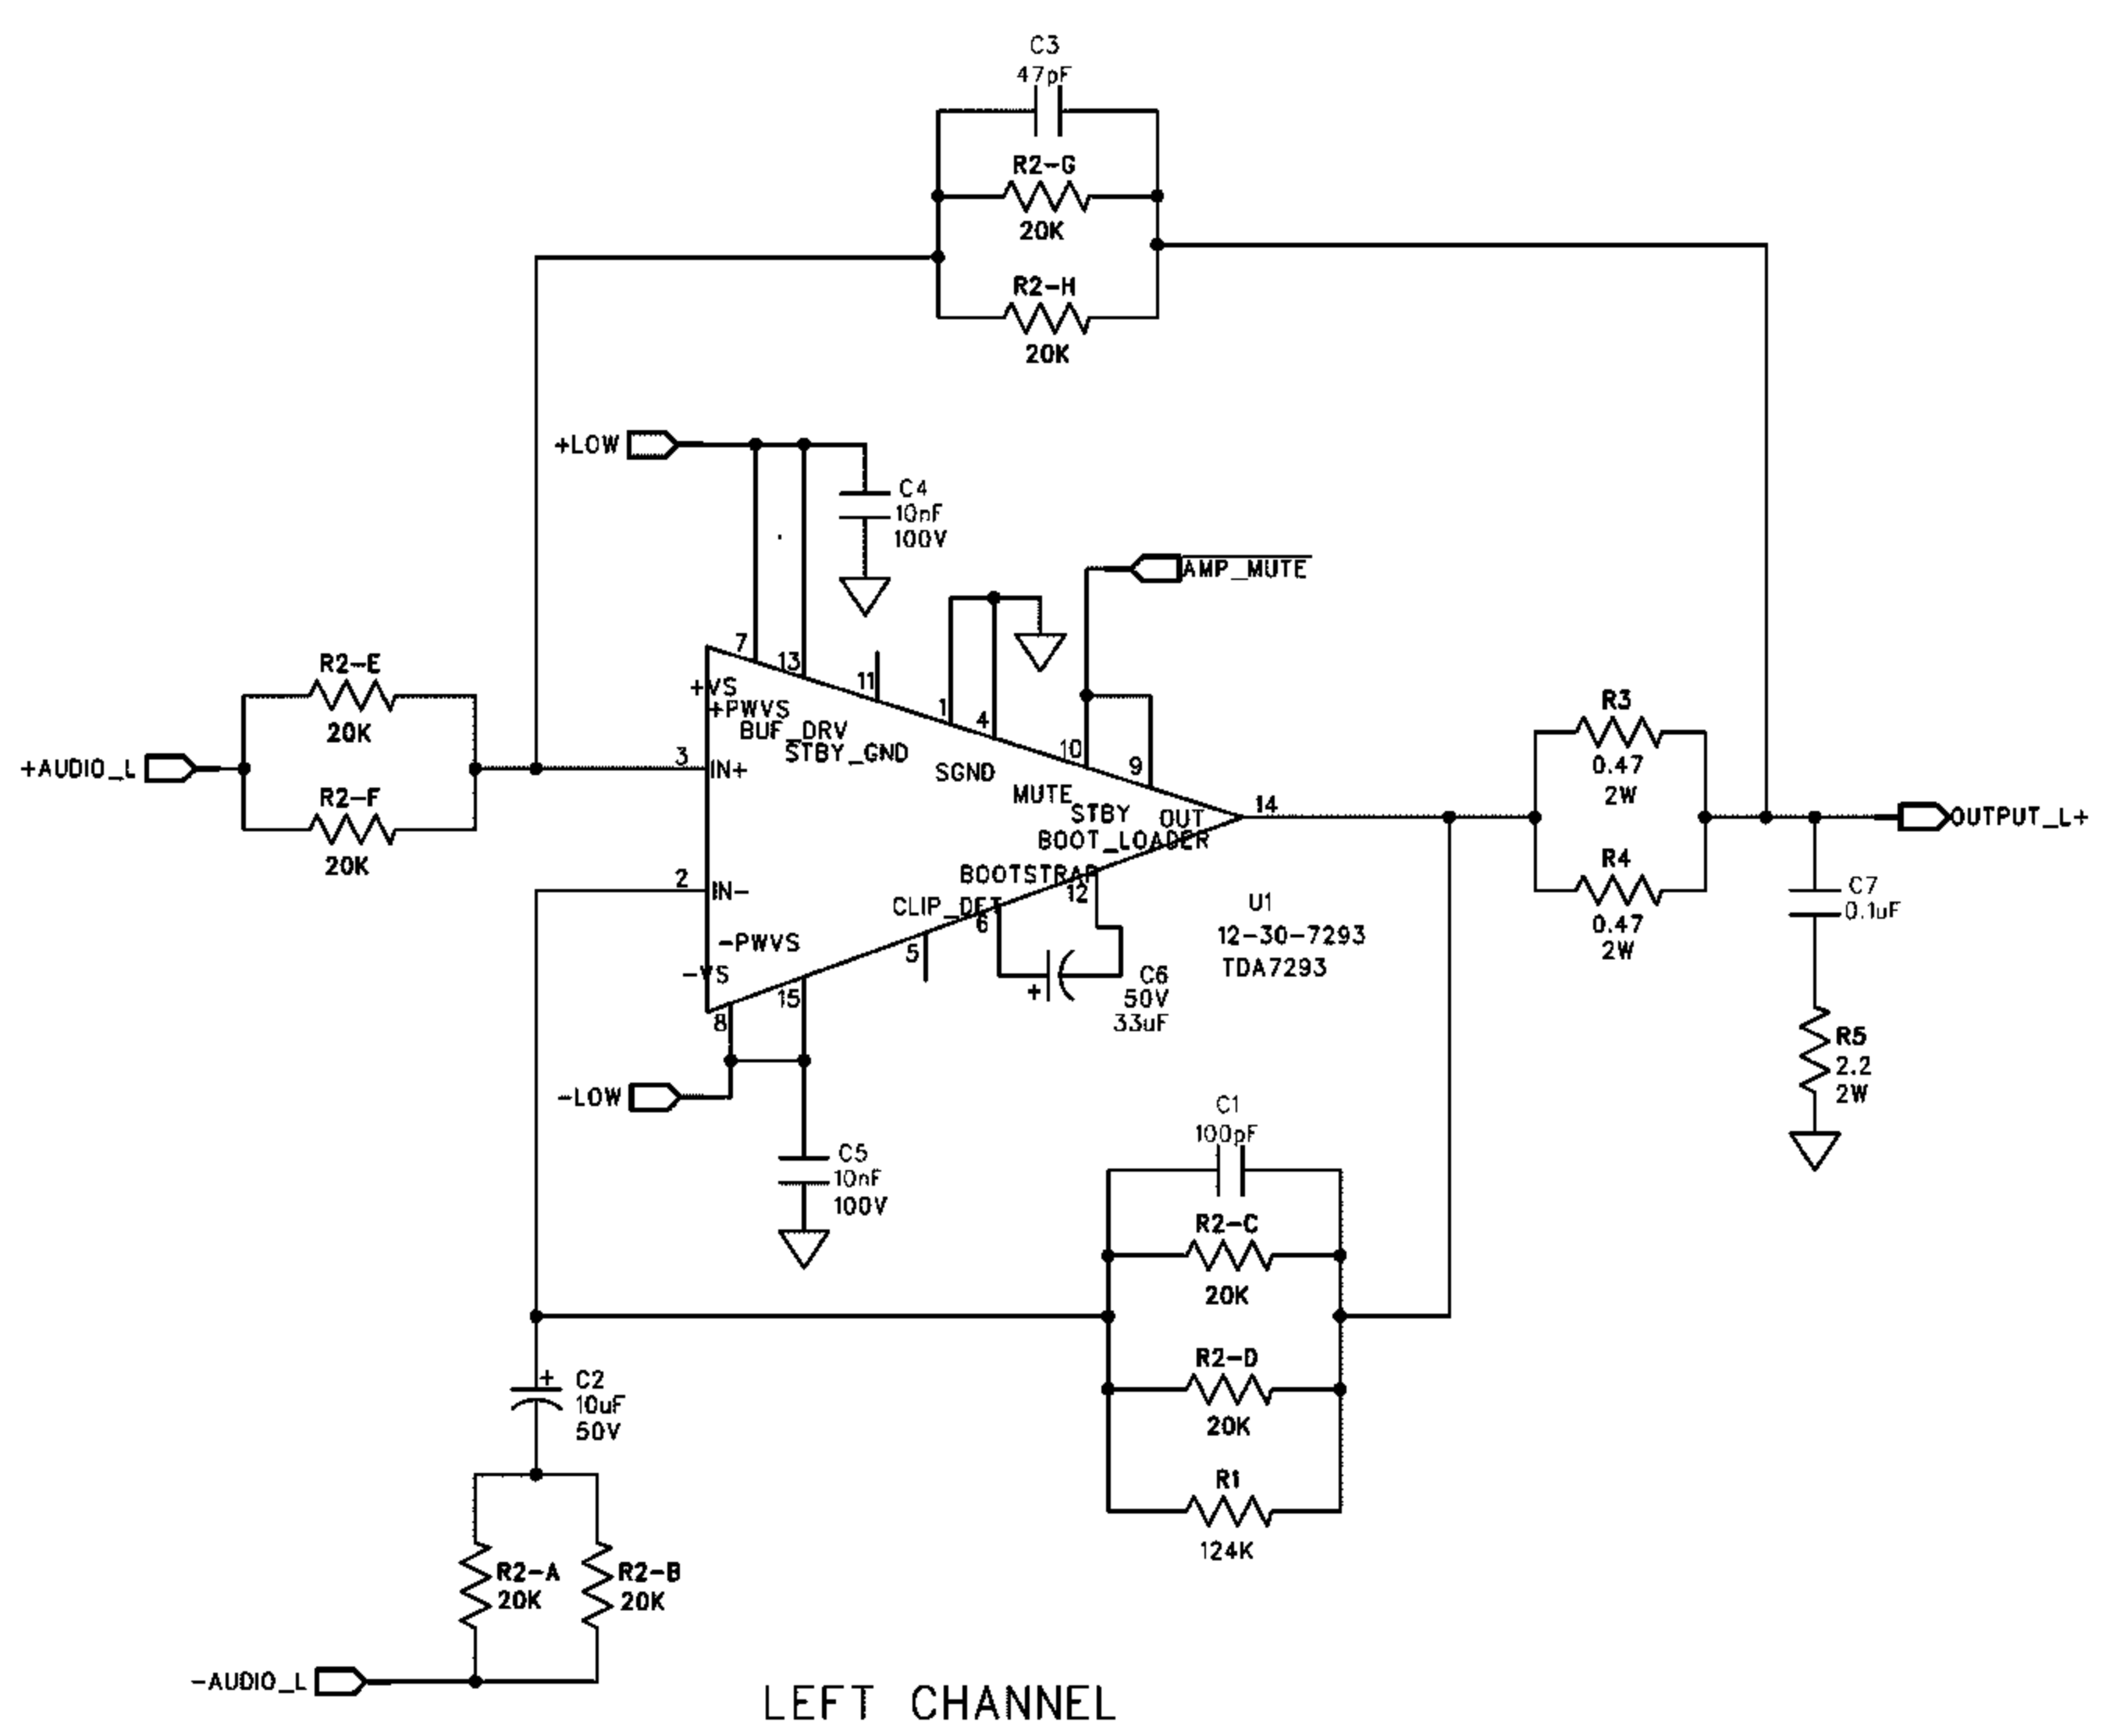 C3
47pF
R2-G
20K
R2-H
20K
+LOW
C4
10nF
100V
AMP_MUTE
7
13
11
1
4
10
9
+VS
+PWVS
BUF_DRV
STBY_GND
SGND
MUTE
STBY
OUT
BOOT_LOADER
BOOTSTRAP
CLIP_DET
R2-E
20K
+AUDIO_L
R2-F
20K
3
IN+
2
IN-
-PWVS
-VS
14
12
6
5
15
8
R3
0.47
2W
R4
0.47
2W
OUTPUT_L+
U1
12-30-7293
TDA7293
+
C6
50V
33uF
C7
0.1uF
R5
2.2
2W
-LOW
C5
10nF
100V
C1
100pF
R2-C
20K
R2-D
20K
R1
124K
+
C2
10uF
50V
R2-A
20K
R2-B
20K
-AUDIO_L
LEFT CHANNEL